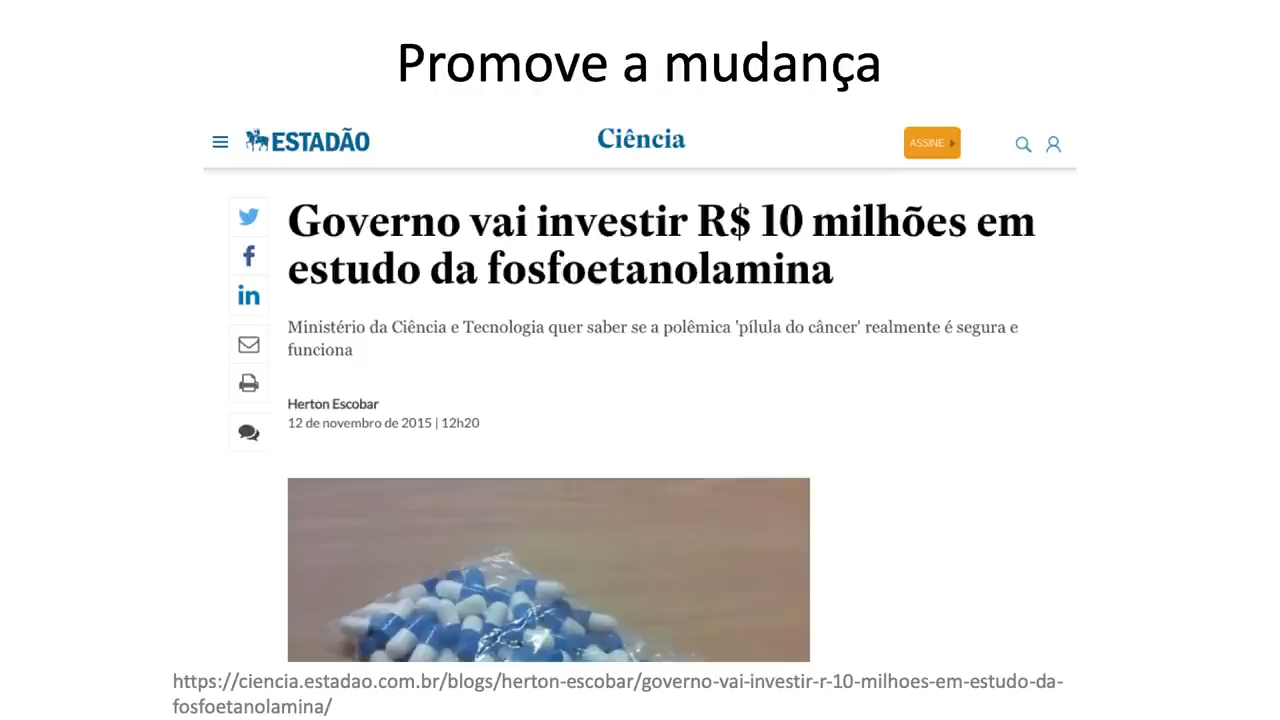 Promove a mudança
ESTADÃO
Ciência
ASSINE
Governo vai investir R$ 10 milhões em
estudo da fosfoetanolamina
Ministério da Ciência e Tecnologia quer saber se a polêmica 'pílula do câncer' realmente é segura e
funciona
Herton Escobar
12 de novembro de 2015 | 12h20
https://ciencia.estadao.com.br/blogs/herton-escobar/governo-vai-investir-r-10-milhoes-em-estudo-da-
fosfoetanolamina/